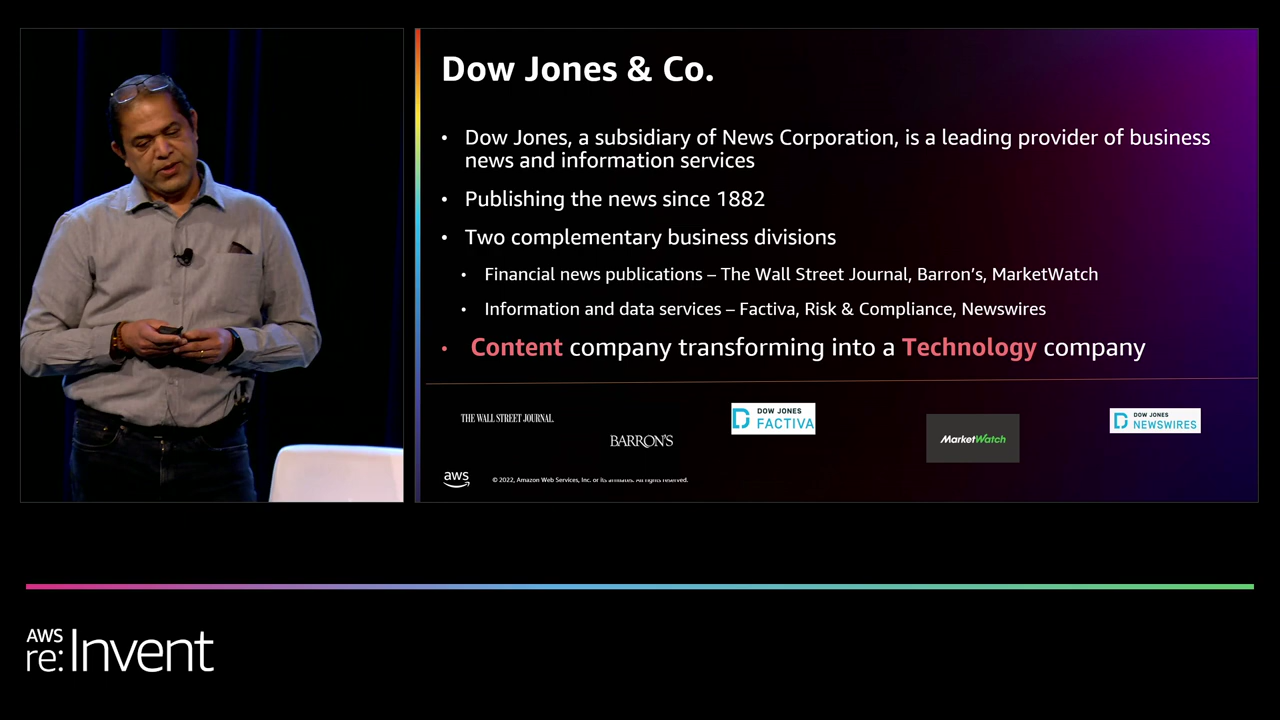 Dow Jones & Co.
• Dow Jones, a subsidiary of News Corporation, is a leading provider of business
news and information services
• Publishing the news since 1882
• Two complementary business divisions
• Financial news publications – The Wall Street Journal, Barron’s, MarketWatch
• Information and data services – Factiva, Risk & Compliance, Newswires
• Content company transforming into a Technology company
THE WALL STREET JOURNAL.
BARRON'S
DOW JONES
FACTIVA
MarketWatch
DOW JONES
NEWSWIRES
aws
© 2022, Amazon Web Services, Inc. or its affiliates. All rights reserved.
AWS
re:Invent